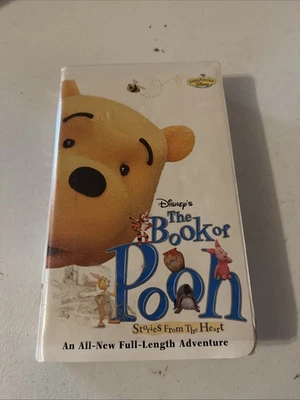 Disney's
The
Book of
Pooh
Stories From The Heart
An All-New Full-Length Adventure